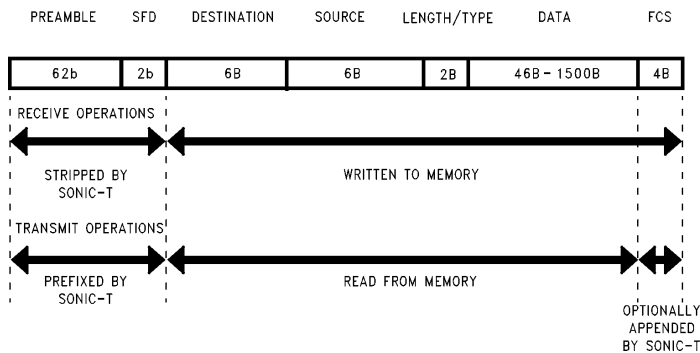 PREAMBLE SFD DESTINATION SOURCE LENGTH/TYPE DATA FCS
62b 2b 6B 6B 2B 46B-1500B 4B
RECEIVE OPERATIONS
STRIPPED BY
SONIC-T
WRITTEN TO MEMORY
TRANSMIT OPERATIONS
PREFIXED BY
SONIC-T
READ FROM MEMORY
OPTIONALLY
APPENDED
BY SONIC-T